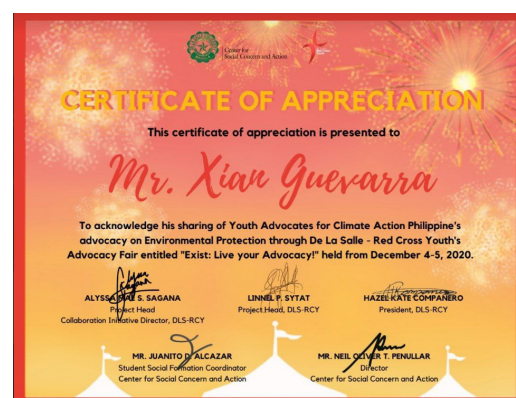 Center for
Social Concern and Action
CERTIFICATE OF APPRECIATION
This certificate of appreciation is presented to
Mr. Xian Guevarra
To acknowledge his sharing of Youth Advocates for Climate Action Philippine's
advocacy on Environmental Protection through De La Salle - Red Cross Youth's
Advocacy Fair entitled "Exist: Live your Advocacy!" held from December 4-5, 2020.
ALYSSA MAE S. SAGANA
Project Head
Collaboration Initiative Director, DLS-RCY
LINNEL P. SYTAT
Project Head, DLS-RCY
HAZEL KATE COMPANERO
President, DLS-RCY
MR. JUANITO D. ALCAZAR
Student Social Formation Coordinator
Center for Social Concern and Action
MR. NEIL OLIVER T. PENULLAR
Director
Center for Social Concern and Action